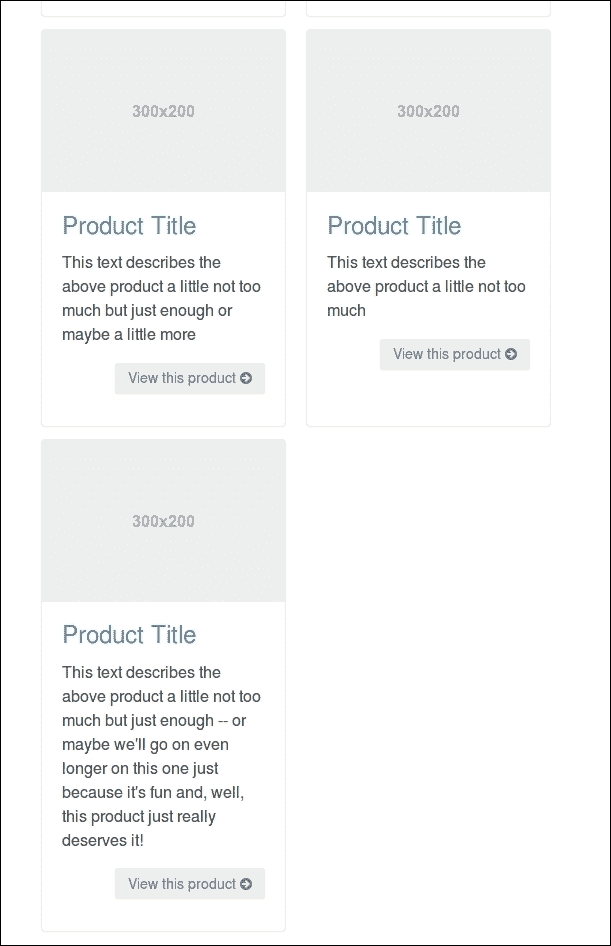 300x200
Product Title
This text describes the
above product a little not too
much but just enough or
maybe a little more
View this product
300x200
Product Title
This text describes the
above product a little not too
much
View this product
300x200
Product Title
This text describes the
above product a little not too
much but just enough -- or
maybe we'll go on even
longer on this one just
because it's fun and, well,
this product just really
deserves it!
View this product